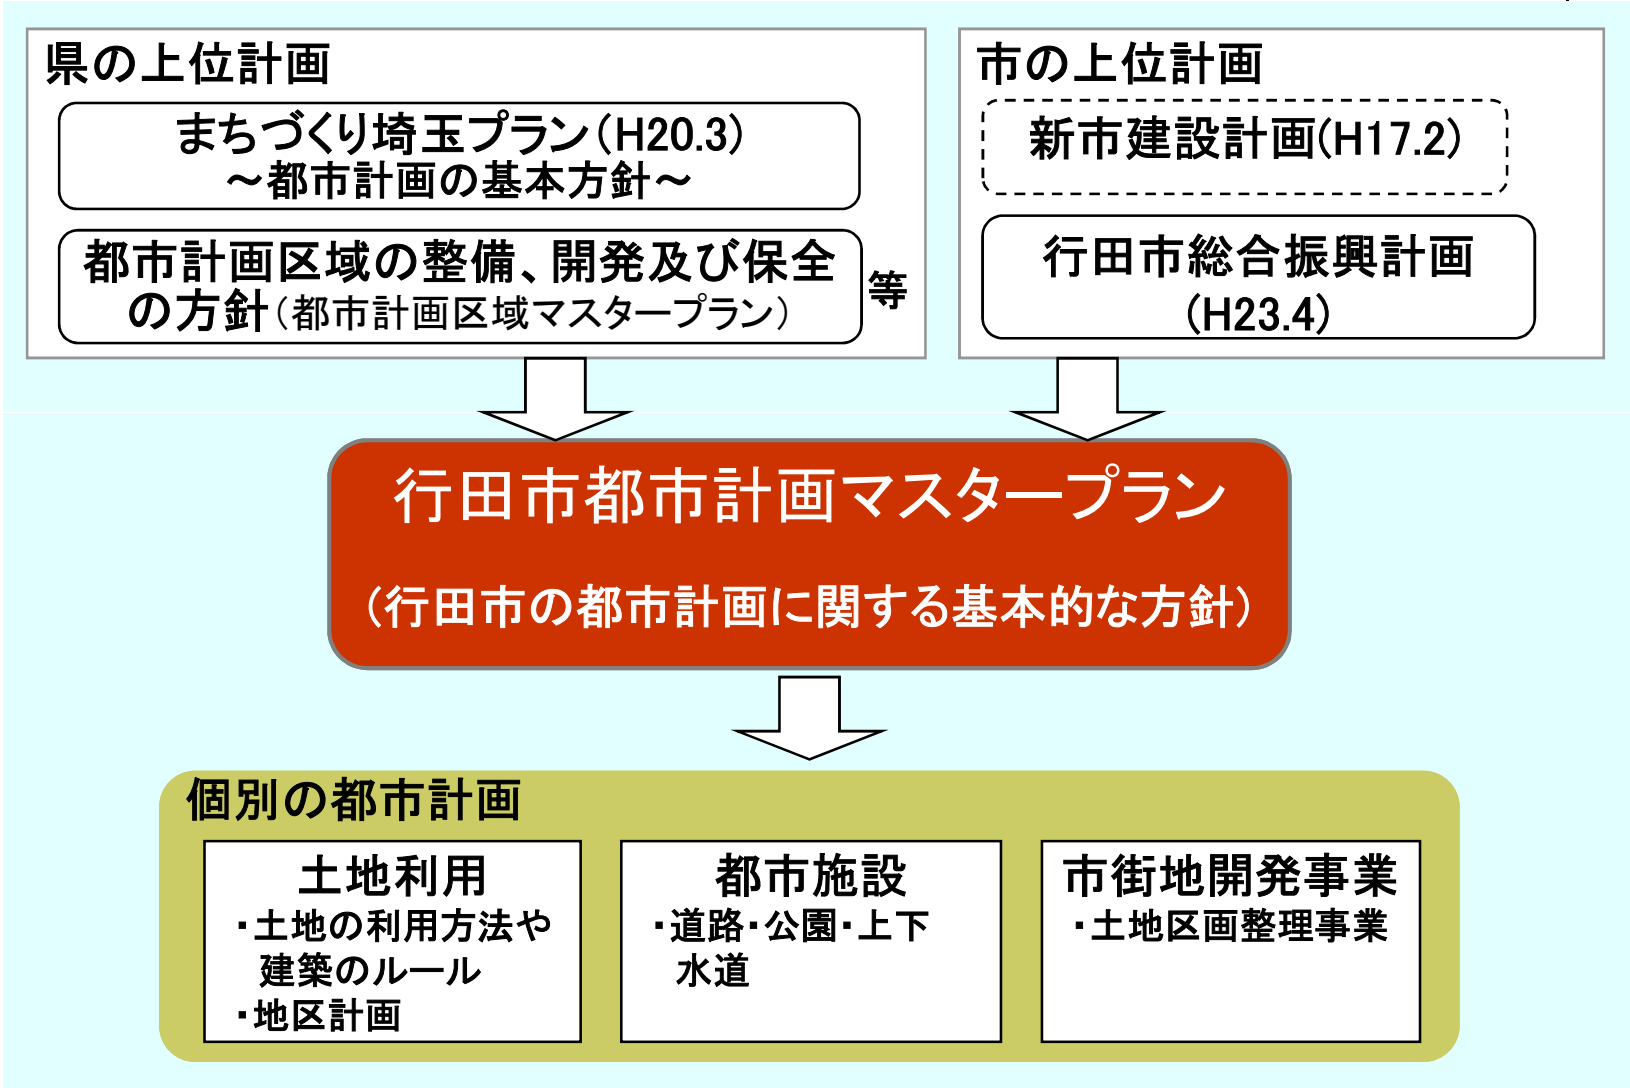 県の上位計画
まちづくり埼玉プラン(H20.3)
～都市計画の基本方針～
都市計画区域の整備、開発及び保全
の方針(都市計画区域マスタープラン)
等
市の上位計画
新市建設計画(H17.2)
行田市総合振興計画
(H23.4)
行田市都市計画マスタープラン
(行田市の都市計画に関する基本的な方針)
個別の都市計画
土地利用
・土地の利用方法や
建築のルール
・地区計画
都市施設
・道路・公園・上下
水道
市街地開発事業
・土地区画整理事業